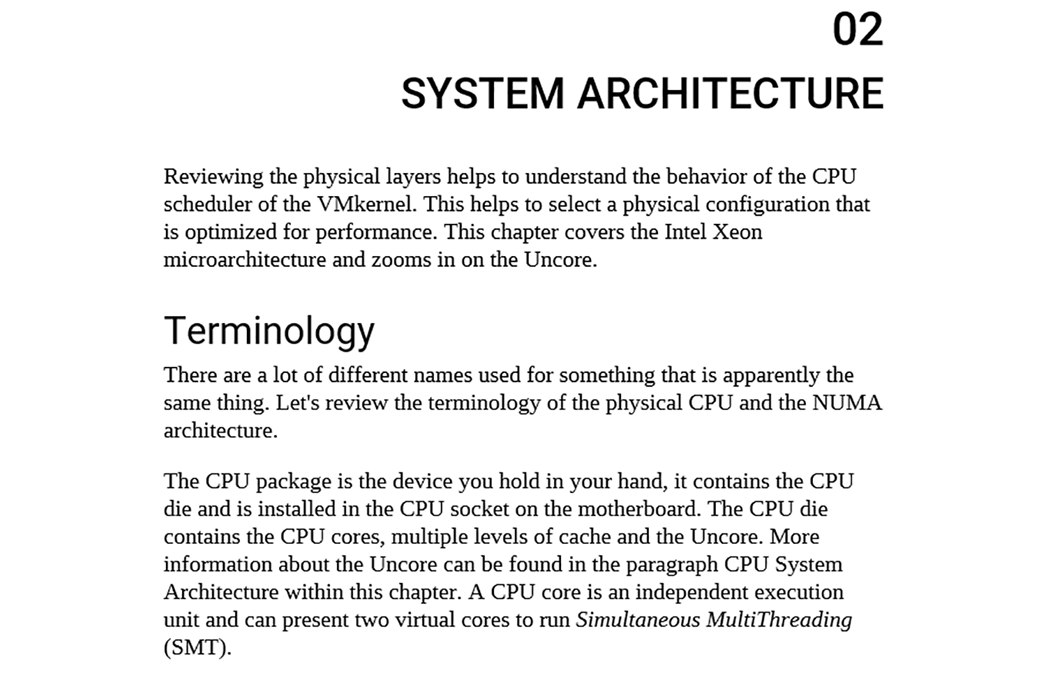 02
SYSTEM ARCHITECTURE
Reviewing the physical layers helps to understand the behavior of the CPU
scheduler of the VMkernel. This helps to select a physical configuration that
is optimized for performance. This chapter covers the Intel Xeon
microarchitecture and zooms in on the Uncore.
Terminology
There are a lot of different names used for something that is apparently the
same thing. Let's review the terminology of the physical CPU and the NUMA
architecture.
The CPU package is the device you hold in your hand, it contains the CPU
die and is installed in the CPU socket on the motherboard. The CPU die
contains the CPU cores, multiple levels of cache and the Uncore. More
information about the Uncore can be found in the paragraph CPU System
Architecture within this chapter. A CPU core is an independent execution
unit and can present two virtual cores to run Simultaneous MultiThreading
(SMT).